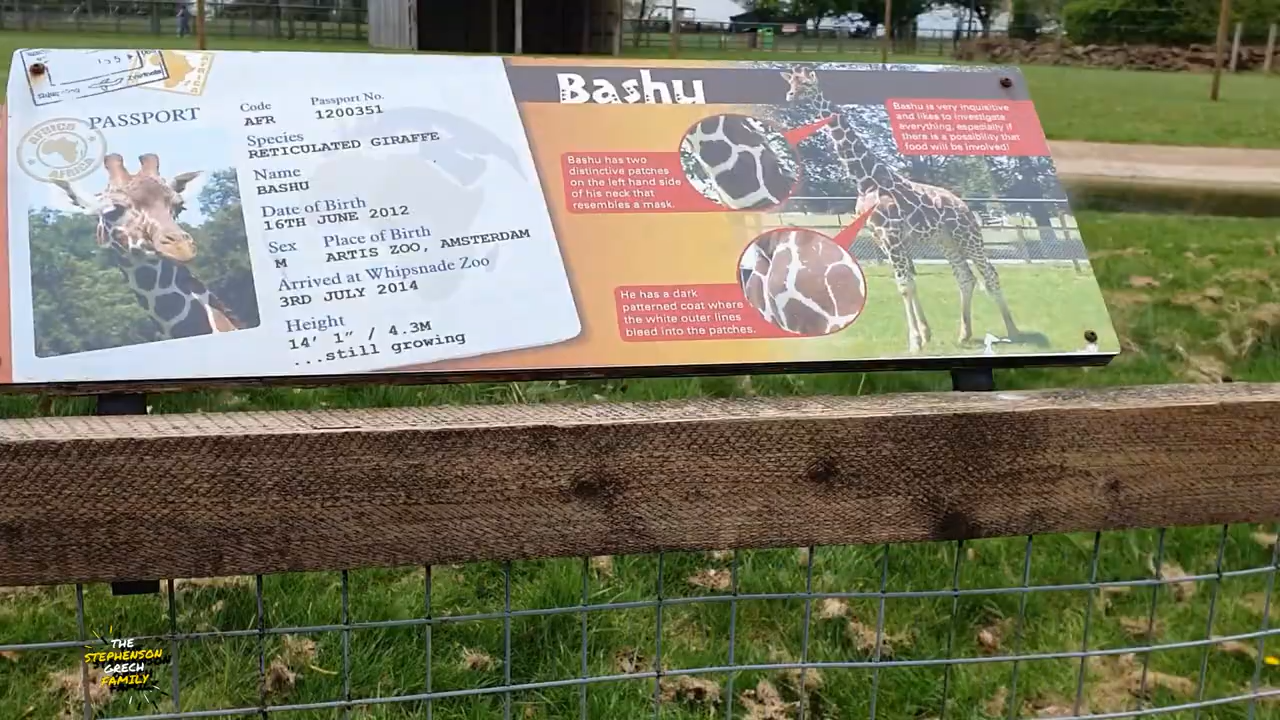 PASSPORT
AFRICA
AFRICA
Code
AFR
Passport No.
1200351
Species
RETICULATED GIRAFFE
Name
BASHU
Date of Birth
16TH JUNE 2012
Sex
M
Place of Birth
ARTIS ZOO, AMSTERDAM
Arrived at Whipsnade Zoo
3RD JULY 2014
Height
14' 1" / 4.3M
...still growing
Bashu
Bashu has two
distinctive patches
on the left hand side
of his neck that
resembles a mask.
Bashu is very inquisitive
and likes to investigate
everything, especially if
there is a possibility that
food will be involved!
He has a dark
patterned coat where
the white outer lines
bleed into the patches.
THE
STEPHENSON
GRECH
FAMILY